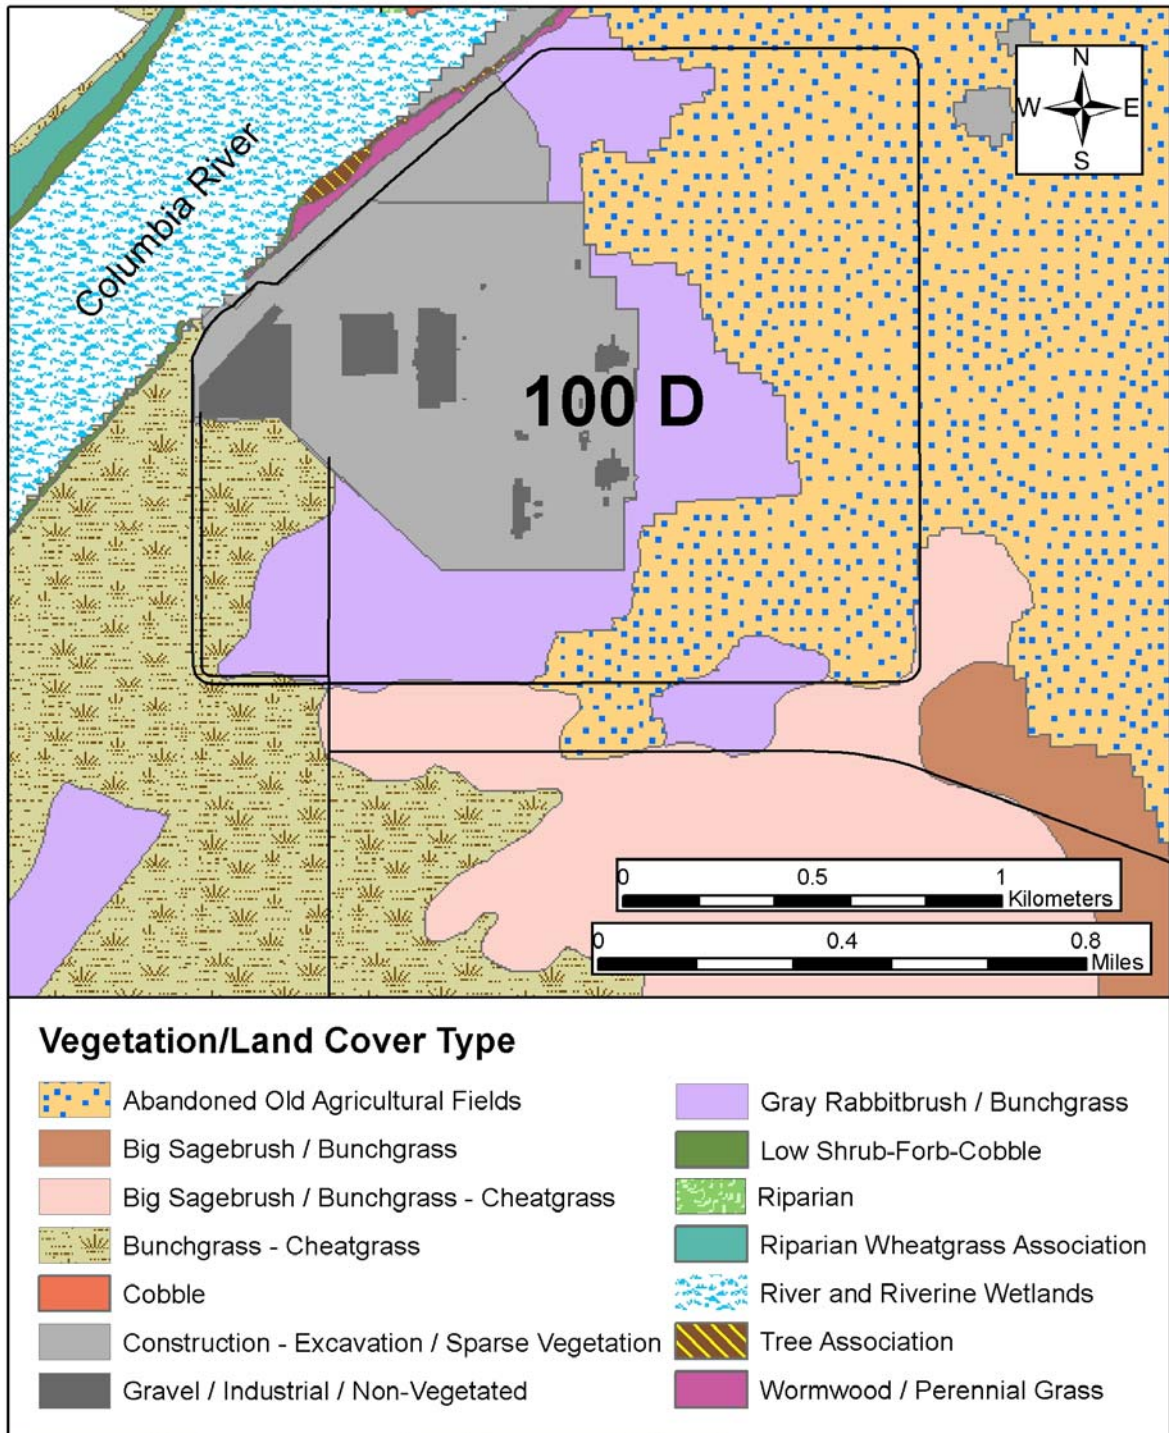 N
W E
S
Columbia River
100 D
0 0.5 1
Kilometers
0 0.4 0.8
Miles
Vegetation/Land Cover Type
Abandoned Old Agricultural Fields
Big Sagebrush / Bunchgrass
Big Sagebrush / Bunchgrass - Cheatgrass
Bunchgrass - Cheatgrass
Cobble
Construction - Excavation / Sparse Vegetation
Gravel / Industrial / Non-Vegetated
Gray Rabbitbrush / Bunchgrass
Low Shrub-Forb-Cobble
Riparian
Riparian Wheatgrass Association
River and Riverine Wetlands
Tree Association
Wormwood / Perennial Grass